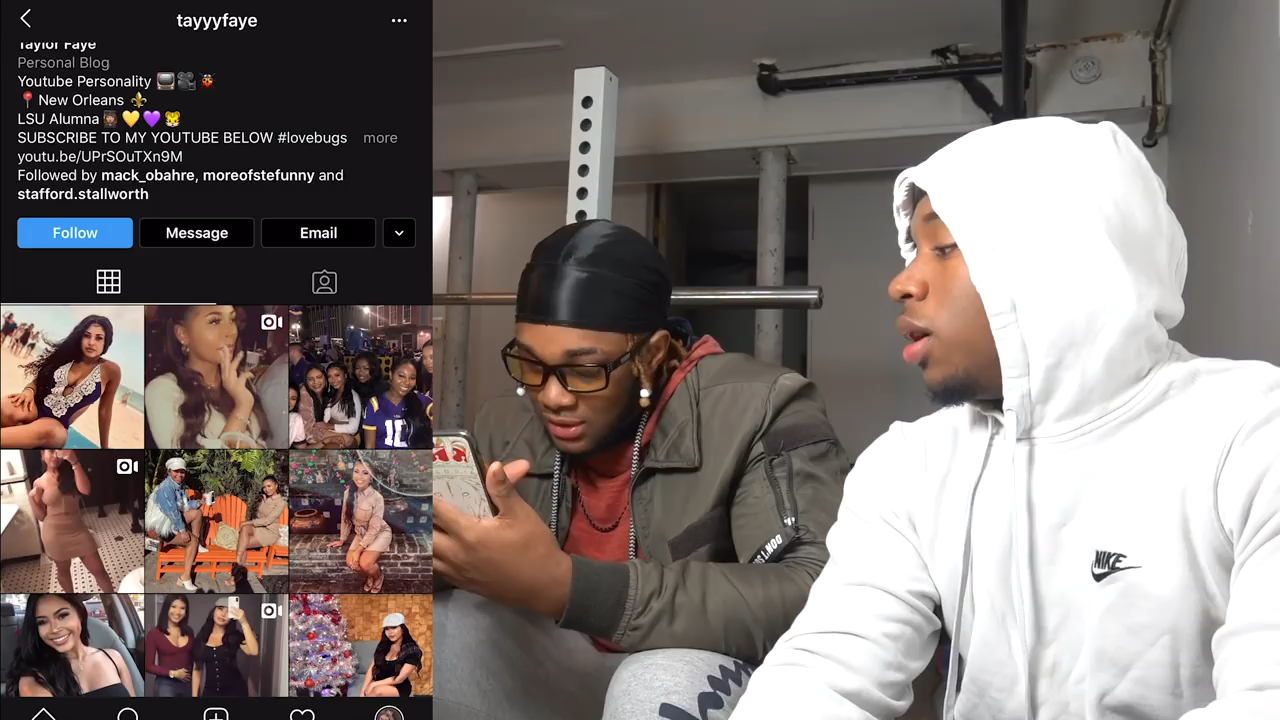 tayyyfaye
Taylor Faye
Personal Blog
Youtube Personality
New Orleans
LSU Alumna
SUBSCRIBE TO MY YOUTUBE BELOW #lovebugs more
youtu.be/UPrSOuTXn9M
Followed by mack_obahre, moreofstefunny and
stafford.stallworth
Follow
Message
Email
NIKE